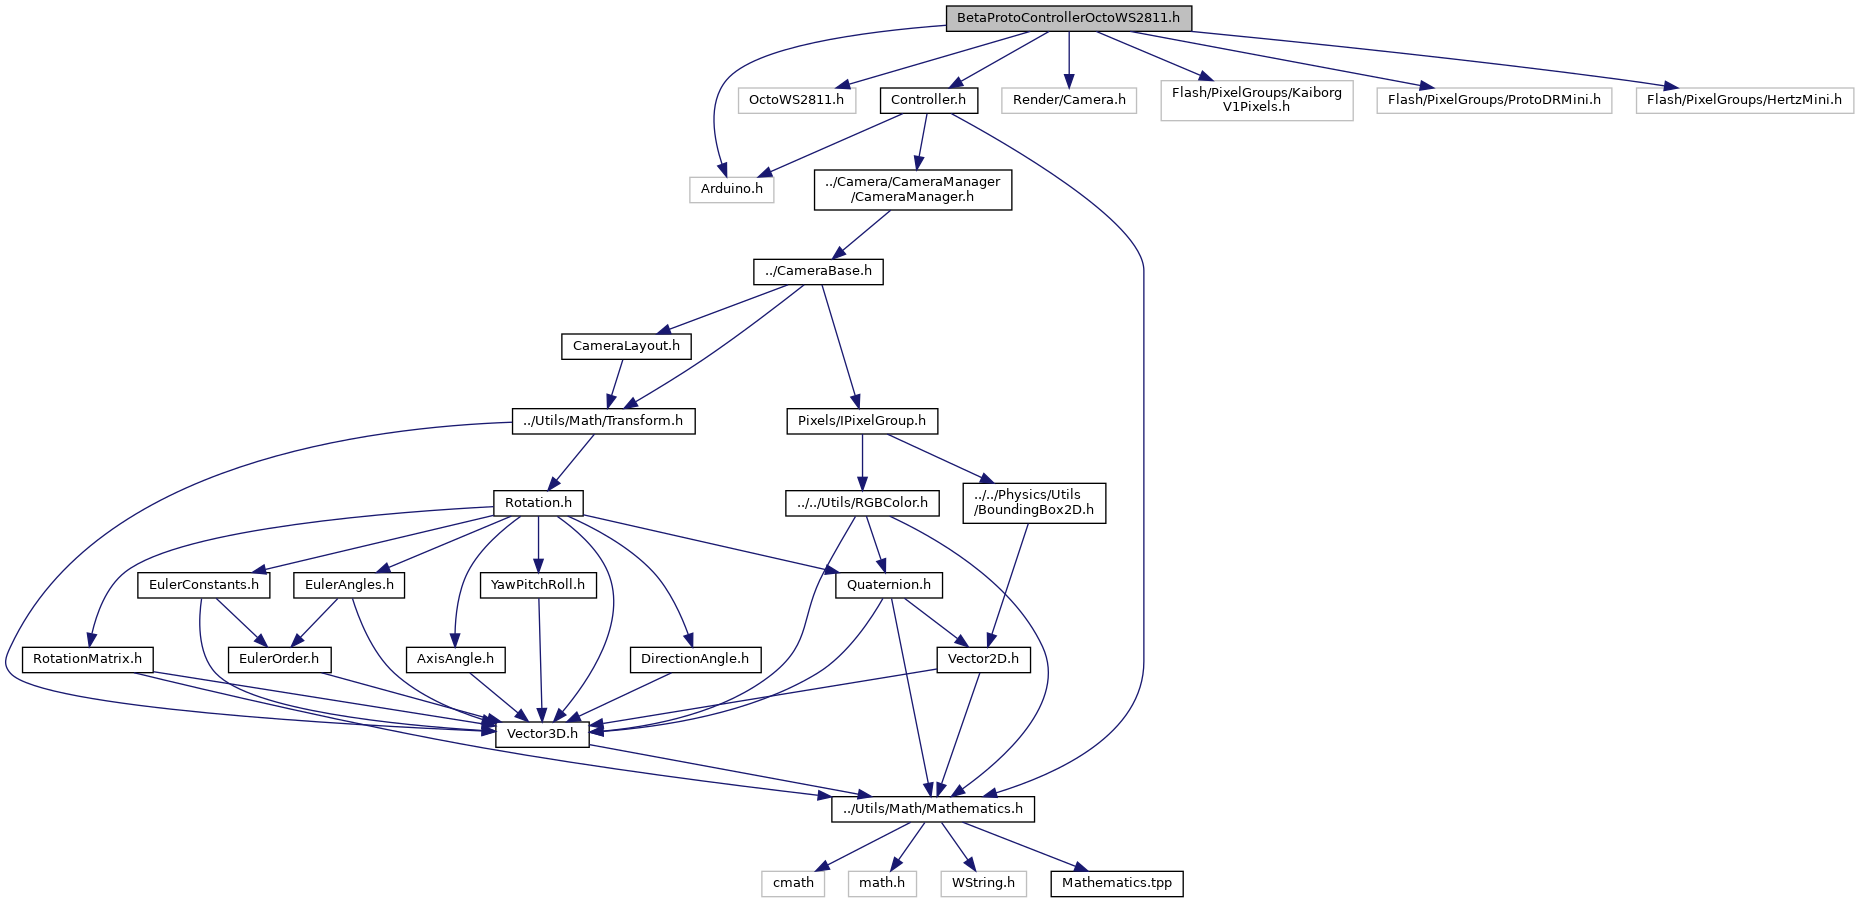 BetaProtoControllerOctoWS2811.h
OctoWS2811.h
Controller.h
Render/Camera.h
Flash/PixelGroups/Kaiborg
V1Pixels.h
Flash/PixelGroups/ProtoDRMini.h
Flash/PixelGroups/HertzMini.h
Arduino.h
../Camera/CameraManager
/CameraManager.h
../CameraBase.h
CameraLayout.h
../Utils/Math/Transform.h
Pixels/IPixelGroup.h
Rotation.h
../../Utils/RGBColor.h
../../Physics/Utils
/BoundingBox2D.h
EulerConstants.h
EulerAngles.h
YawPitchRoll.h
Quaternion.h
RotationMatrix.h
EulerOrder.h
AxisAngle.h
DirectionAngle.h
Vector2D.h
Vector3D.h
../Utils/Math/Mathematics.h
cmath
math.h
WString.h
Mathematics.tpp